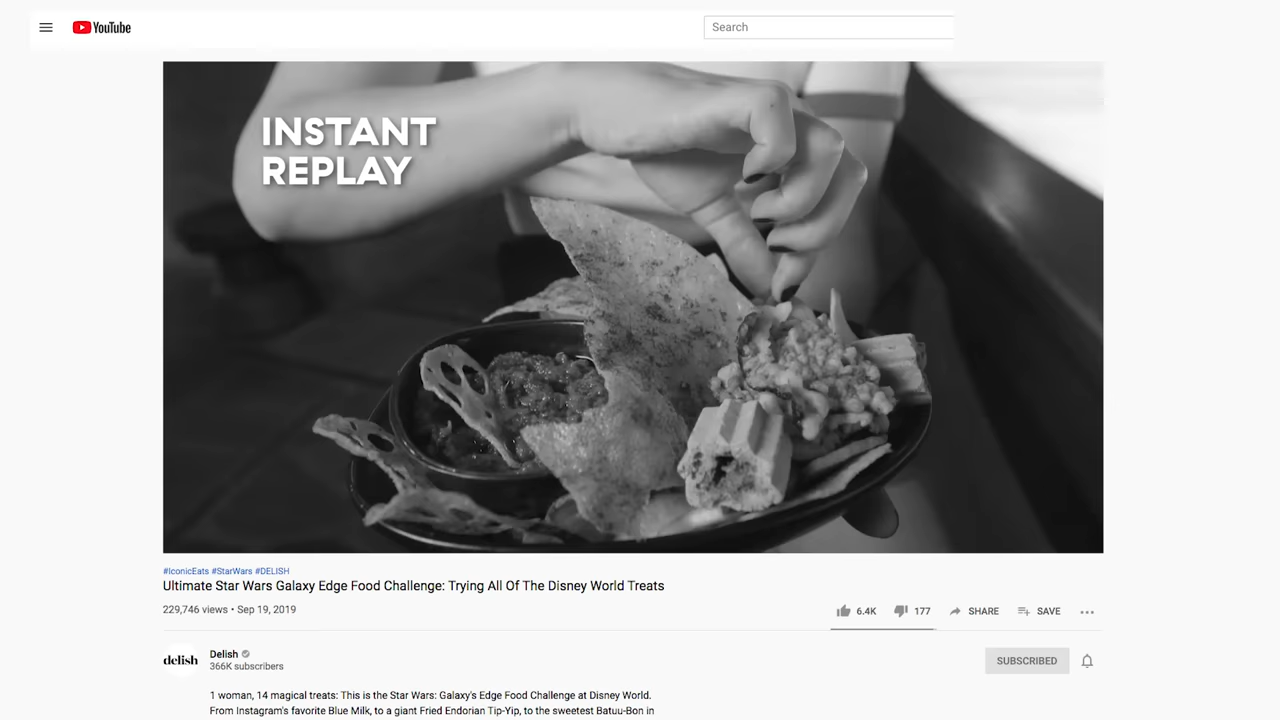 YouTube
Search
INSTANT
REPLAY
#IconicEats #StarWars #DELISH
Ultimate Star Wars Galaxy Edge Food Challenge: Trying All Of The Disney World Treats
229,746 views • Sep 19, 2019
6.4K 177 SHARE SAVE
delish
Delish
366K subscribers
SUBSCRIBED
1 woman, 14 magical treats: This is the Star Wars: Galaxy's Edge Food Challenge at Disney World.
From Instagram's favorite Blue Milk, to a giant Fried Endorian Tip-Yip, to the sweetest Batuu-Bon in